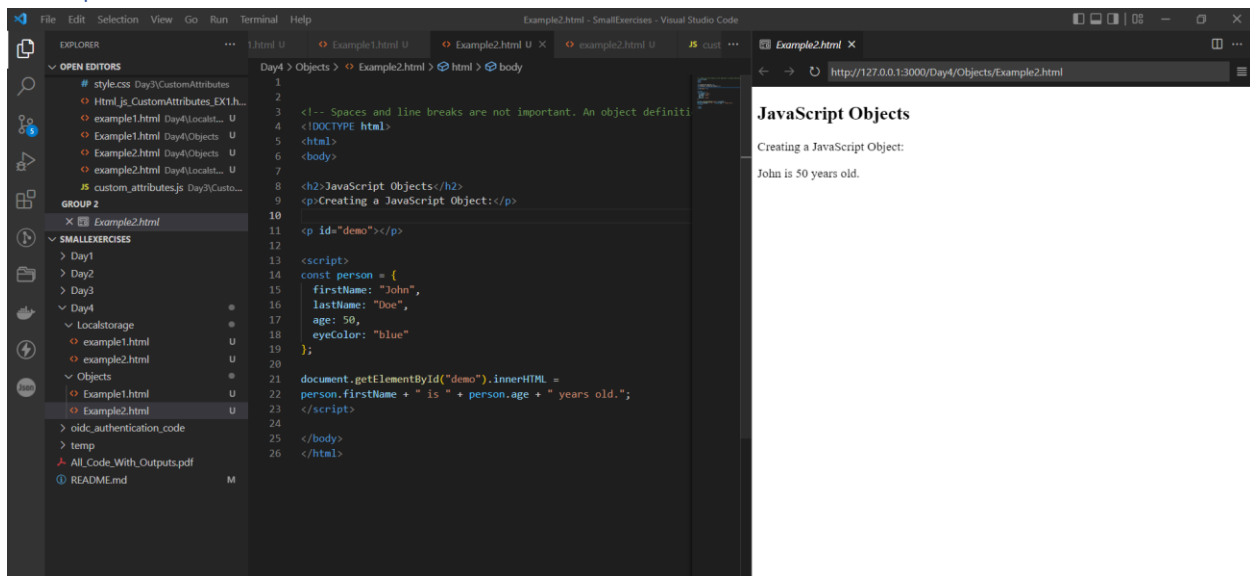 File Edit Selection View Go Run Terminal Help
Example2.html - SmallExercises - Visual Studio Code
EXPLORER
OPEN EDITORS
# style.css Day3\CustomAttributes
Html_js_CustomAttributes_EX1.h...
example1.html Day4\Localst... U
Example1.html Day4\Objects U
Example2.html Day4\Objects U
example2.html Day4\Localst... U
JS custom_attributes.js Day3\Custo...
GROUP 2
Example2.html
SMALLEXERCISES
Day1
Day2
Day3
Day4
Localstorage
example1.html U
example2.html U
Objects
Example1.html U
Example2.html U
oidc_authentication_code
temp
All_Code_With_Outputs.pdf
README.md M
5
Json
1.html U Example1.html U Example2.html U example2.html U JS cust ...
Day4 > Objects > Example2.html > html > body
1
2
3 <!-- Spaces and line breaks are not important. An object definiti
4 <!DOCTYPE html>
5 <html>
6 <body>
7
8 <h2>JavaScript Objects</h2>
9 <p>Creating a JavaScript Object:</p>
10
11 <p id="demo"></p>
12
13 <script>
14 const person = {
15 firstName: "John",
16 lastName: "Doe",
17 age: 50,
18 eyeColor: "blue"
19 };
20
21 document.getElementById("demo").innerHTML =
22 person.firstName + " is " + person.age + " years old.";
23 </script>
24
25 </body>
26 </html>
Example2.html
http://127.0.0.1:3000/Day4/Objects/Example2.html
JavaScript Objects
Creating a JavaScript Object:
John is 50 years old.